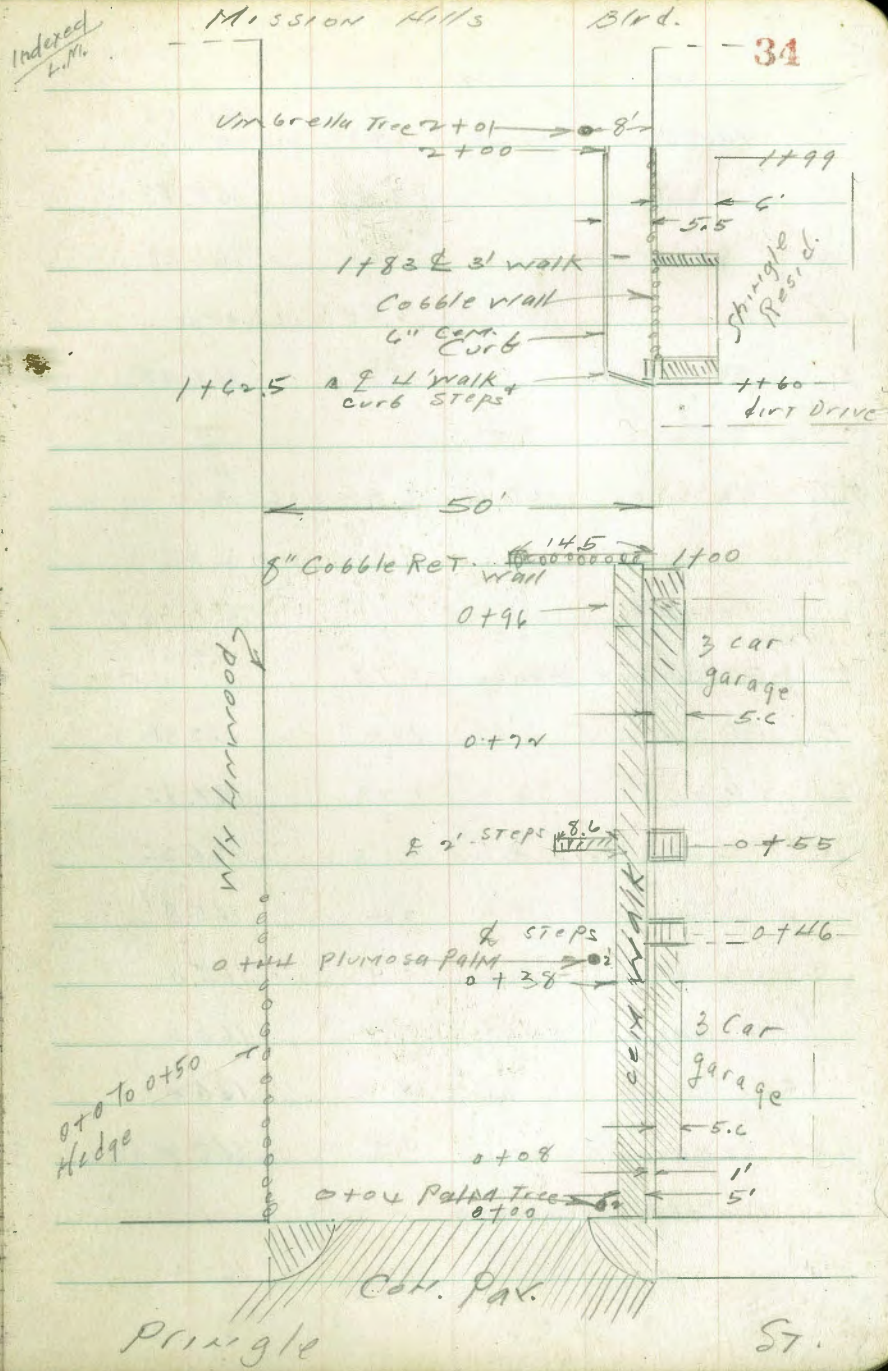 Mission Hills Blvd.
Indexed
L.M.
34
Umbrella Tree 2+01 8'
2+00
1+99
6'
5.5
1+83 ℄ 3' walk
Shingle
Resid.
Cobble wall
6" cem.
Curb
1+62.5 ℄ 4' walk +
curb steps
1+60
dirt Drive
50'
14.5
8" Cobble Ret.
wall
1+00
0+96
3 car
garage
5.6
0+72
℄ 2' steps 8.6
0+55
℄ steps
0+46
0+44 Plumosa Palm 2'
0+38
cem walk
3 Car
garage
0+0 To 0+50
Hedge
5.6
0+08
1'
0+04 Palm Tree
5'
0+00
Con. Pav.
Pringle St.